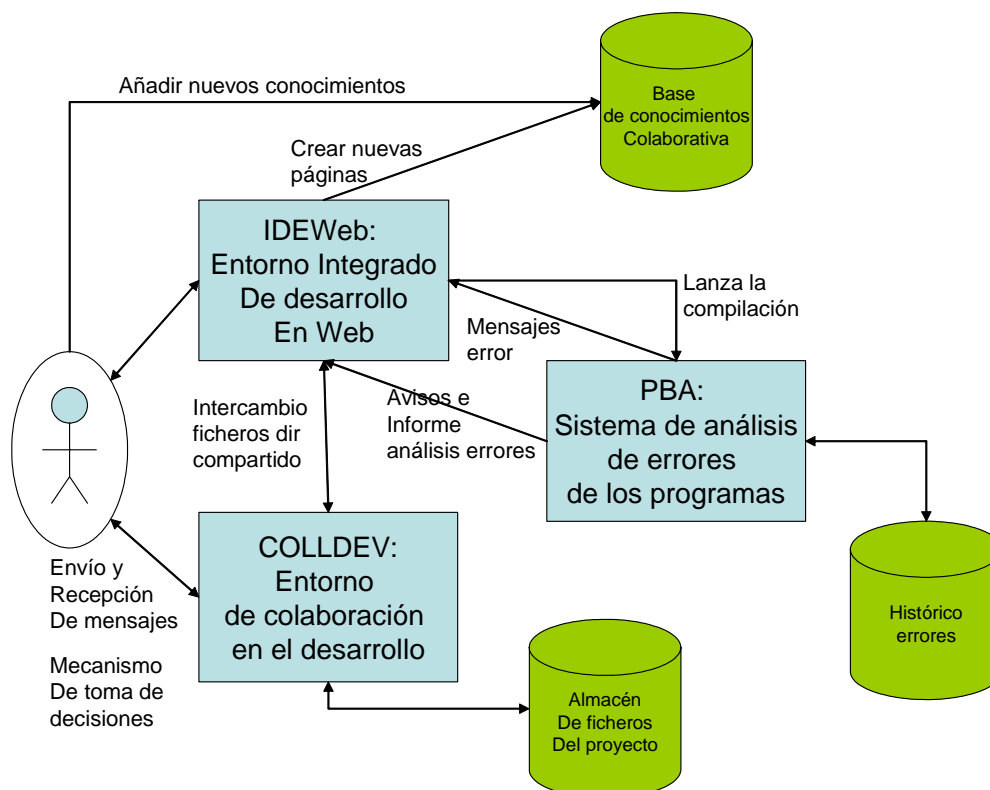 Añadir nuevos conocimientos
Base
de conocimientos
Colaborativa
Crear nuevas
páginas
IDEWeb:
Entorno Integrado
De desarrollo
En Web
Lanza la
compilación
Mensajes
error
PBA:
Sistema de análisis
de errores
de los programas
Intercambio
ficheros dir
compartido
Avisos e
Informe
análisis errores
COLLDEV:
Entorno
de colaboración
en el desarrollo
Envío y
Recepción
De mensajes
Mecanismo
De toma de
decisiones
Histórico
errores
Almacén
De ficheros
Del proyecto